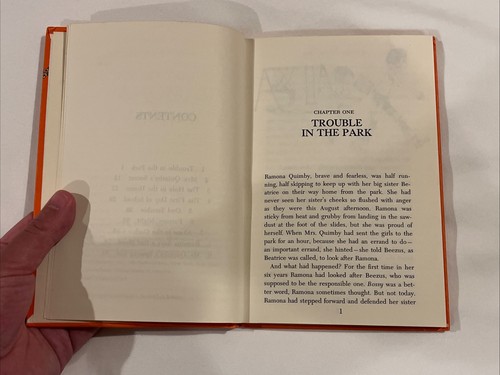 CHAPTER ONE
TROUBLE
IN THE PARK
Ramona Quimby, brave and fearless, was half run-
ning, half skipping to keep up with her big sister Be-
atrice on their way home from the park. She had
never seen her sister's cheeks so flushed with anger
as they were this August afternoon. Ramona was
sticky from heat and grubby from landing in the saw-
dust at the foot of the slides, but she was proud of
herself. When Mrs. Quimby had sent the girls to the
park for an hour, because she had an errand to do—
an important errand, she hinted—she told Beezus, as
Beatrice was called, to look after Ramona.
And what had happened? For the first time in her
six years Ramona had looked after Beezus, who was
supposed to be the responsible one. Bossy was a bet-
ter word, Ramona sometimes thought. But not today.
Ramona had stepped forward and defended her sister
1
CONTENTS